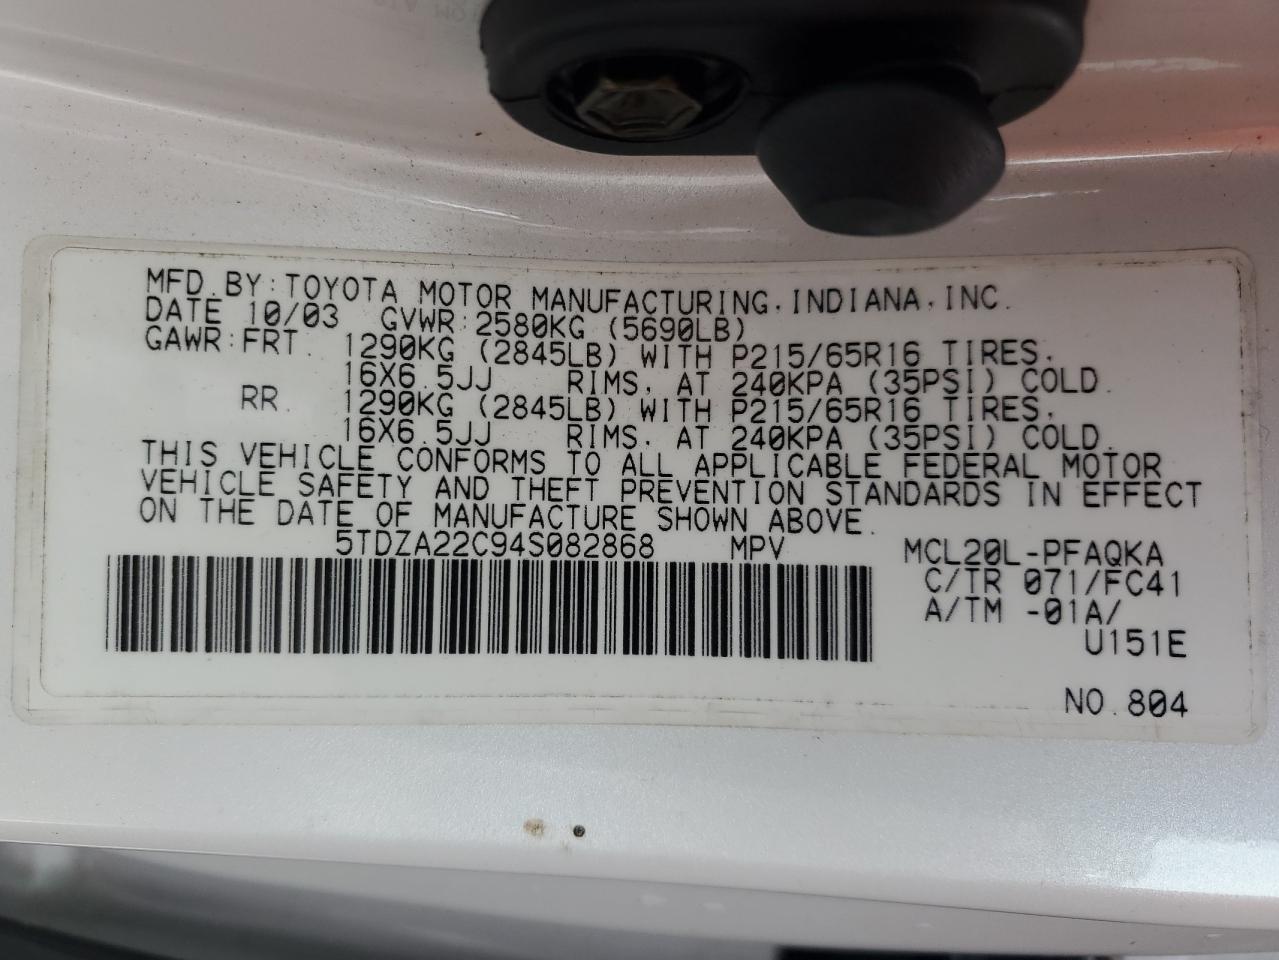 MFD.BY:TOYOTA MOTOR MANUFACTURING,INDIANA,INC.
DATE 10/03 GVWR:2580KG (5690LB)
GAWR:FRT. 1290KG (2845LB) WITH P215/65R16 TIRES,
16X6.5JJ RIMS, AT 240KPA (35PSI) COLD.
RR. 1290KG (2845LB) WITH P215/65R16 TIRES,
16X6.5JJ RIMS, AT 240KPA (35PSI) COLD.
THIS VEHICLE CONFORMS TO ALL APPLICABLE FEDERAL MOTOR
VEHICLE SAFETY AND THEFT PREVENTION STANDARDS IN EFFECT
ON THE DATE OF MANUFACTURE SHOWN ABOVE.
5TDZA22C94S082868 MPV MCL20L-PFAQKA
C/TR 071/FC41
A/TM -01A/
U151E
NO.804